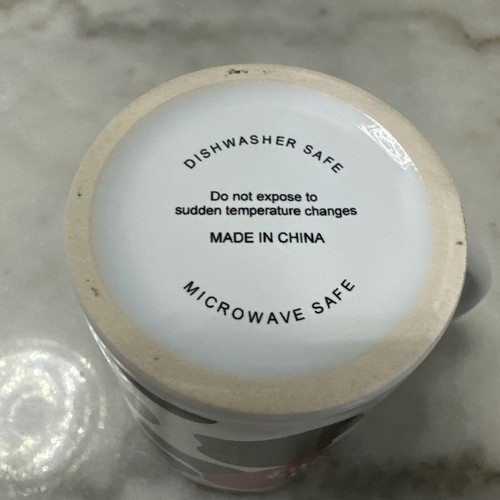 DISHWASHER SAFE
Do not expose to
sudden temperature changes
MADE IN CHINA
MICROWAVE SAFE